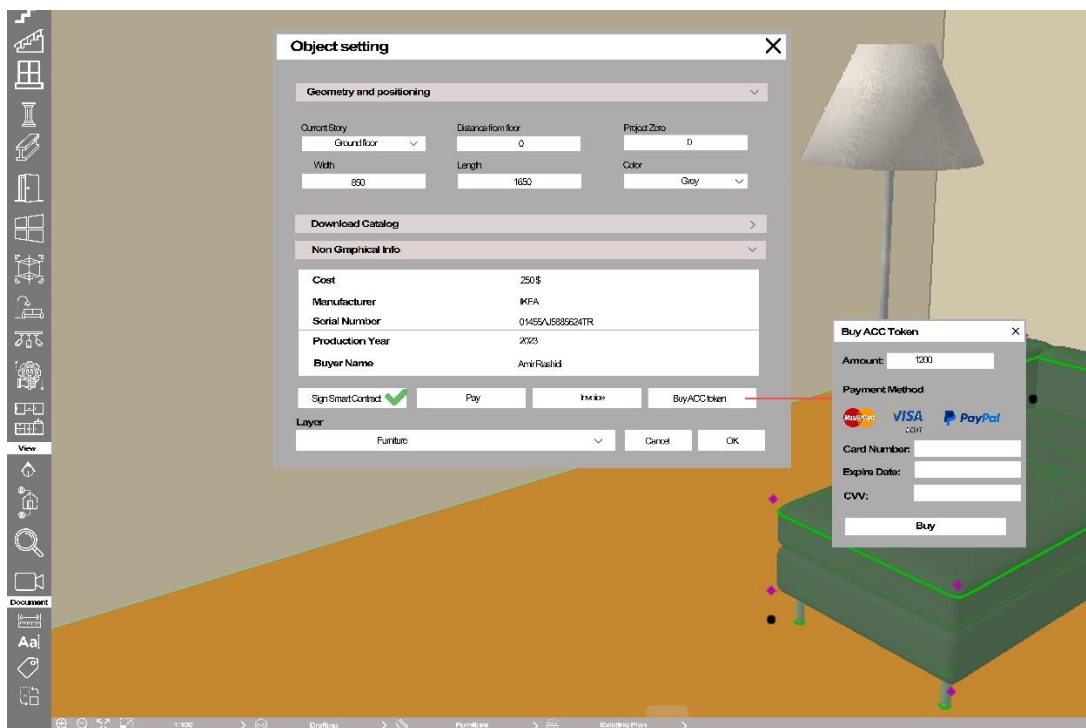 Object setting
Geometry and positioning
Current Story Distance from floor Project Zero
Ground floor 0 0
Width Length Color
850 1650 Grey
Download Catalog
Non Graphical Info
Cost 250 $
Manufacturer IKEA
Serial Number 01455AJ5885624TR
Production Year 2023
Buyer Name Amir Rashidi
Sign Smart Contract Pay Invoice Buy ACC token
Layer
Furniture Cancel OK
Buy ACC Token
Amount: 1200
Payment Method
MasterCard VISA PayPal
Card Number:
Expire Date:
CVV:
Buy
View
Document
Aa
1:100 Drafting Furniture Existing Plan